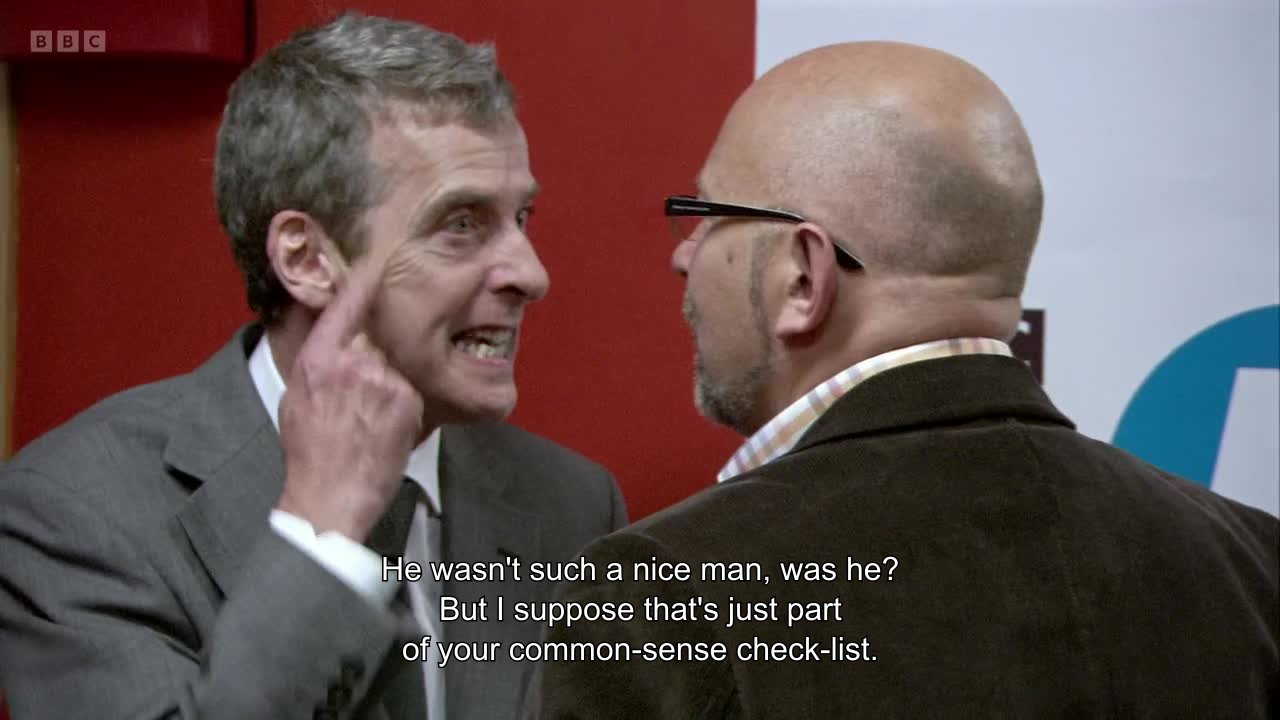 BBC
He wasn't such a nice man, was he?
But I suppose that's just part
of your common-sense check-list.